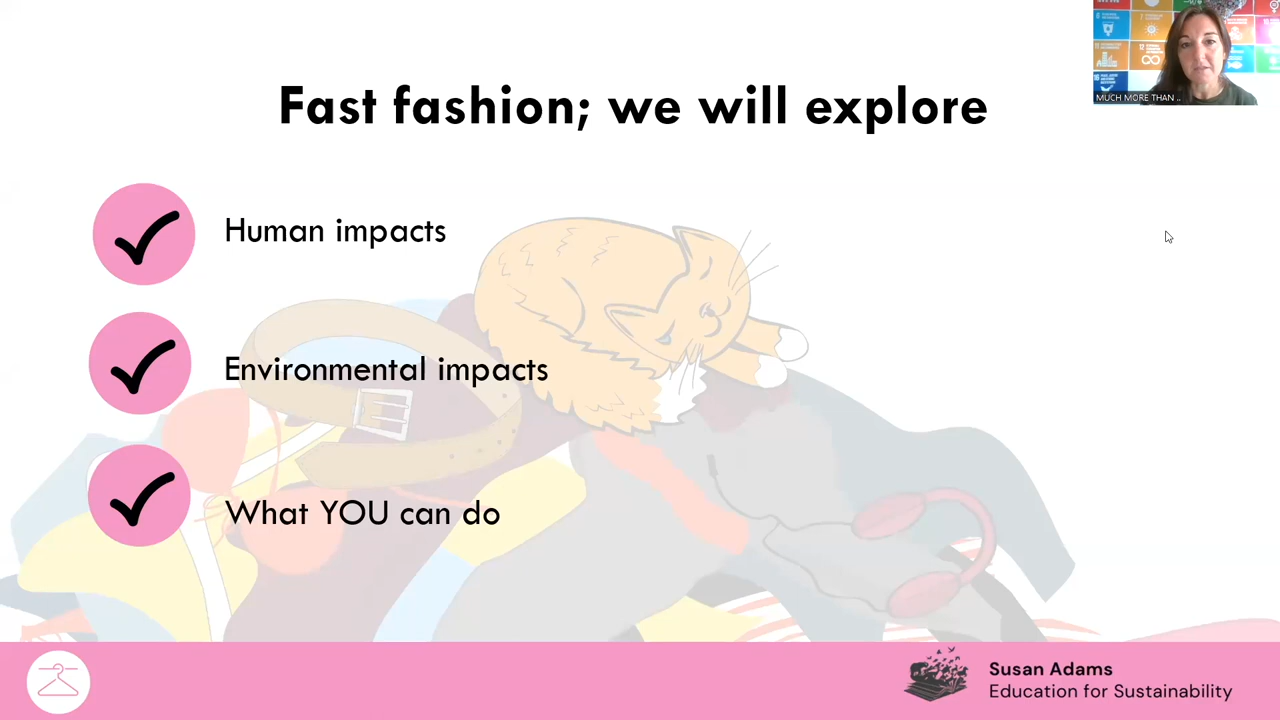 Fast fashion; we will explore
MUCH MORE THAN ..
Human impacts
Environmental impacts
What YOU can do
Susan Adams
Education for Sustainability